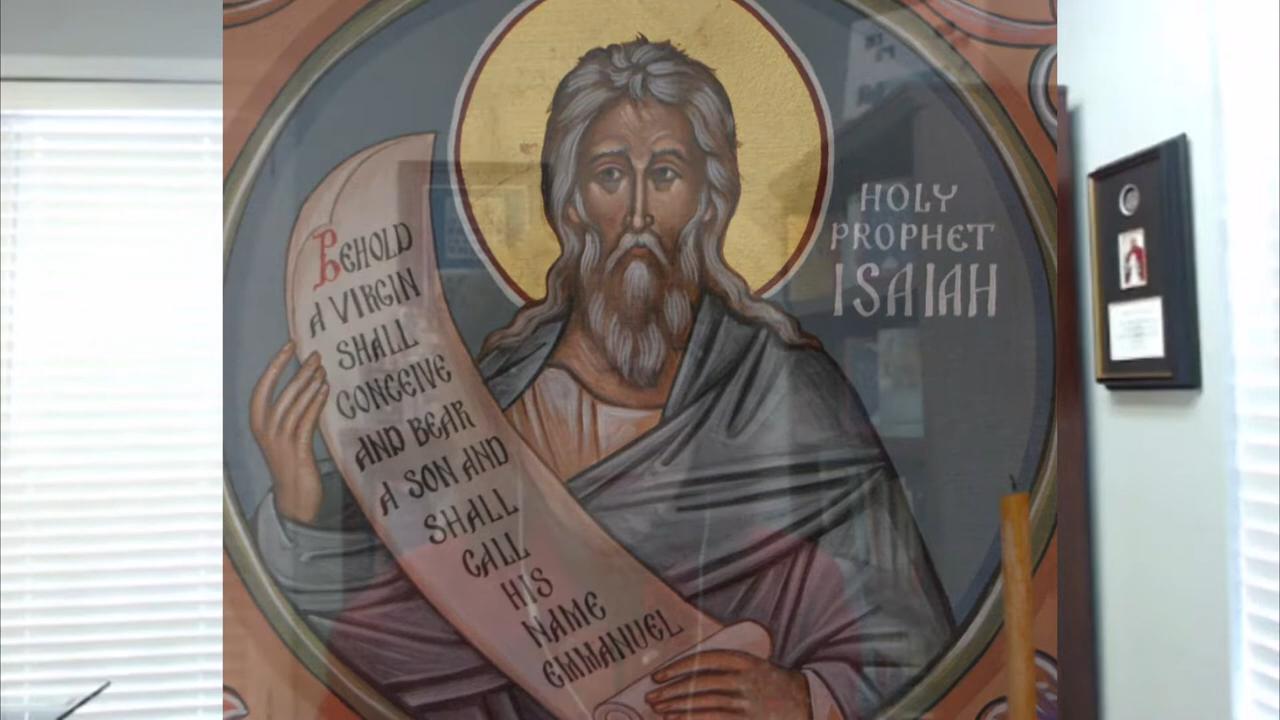 BEHOLD
A VIRGIN
SHALL
CONCEIVE
AND BEAR
A SON AND
SHALL
CALL
HIS
NAME
EMMANUEL
HOLY
PROPHET
ISAIAH